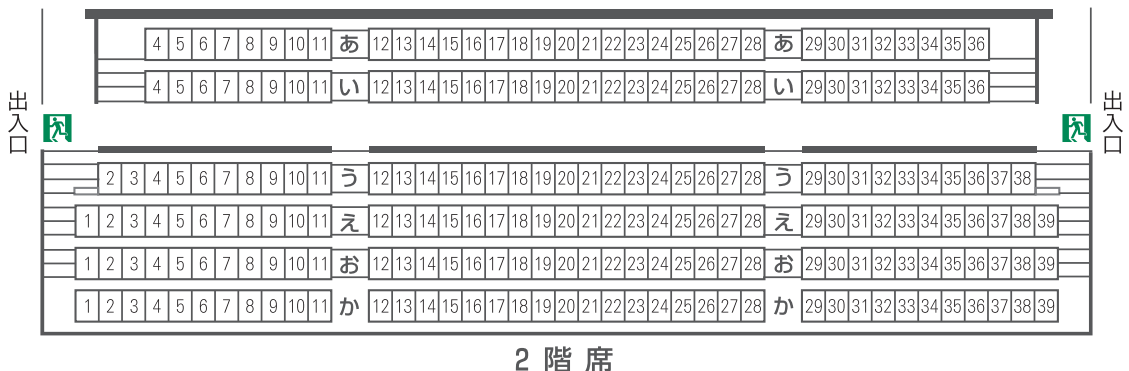 4 5 6 7 8 9 10 11 あ 12 13 14 15 16 17 18 19 20 21 22 23 24 25 26 27 28 あ 29 30 31 32 33 34 35 36
4 5 6 7 8 9 10 11 い 12 13 14 15 16 17 18 19 20 21 22 23 24 25 26 27 28 い 29 30 31 32 33 34 35 36
出入口
出入口
2 3 4 5 6 7 8 9 10 11 う 12 13 14 15 16 17 18 19 20 21 22 23 24 25 26 27 28 う 29 30 31 32 33 34 35 36 37 38
1 2 3 4 5 6 7 8 9 10 11 え 12 13 14 15 16 17 18 19 20 21 22 23 24 25 26 27 28 え 29 30 31 32 33 34 35 36 37 38 39
1 2 3 4 5 6 7 8 9 10 11 お 12 13 14 15 16 17 18 19 20 21 22 23 24 25 26 27 28 お 29 30 31 32 33 34 35 36 37 38 39
1 2 3 4 5 6 7 8 9 10 11 か 12 13 14 15 16 17 18 19 20 21 22 23 24 25 26 27 28 か 29 30 31 32 33 34 35 36 37 38 39
2 階 席